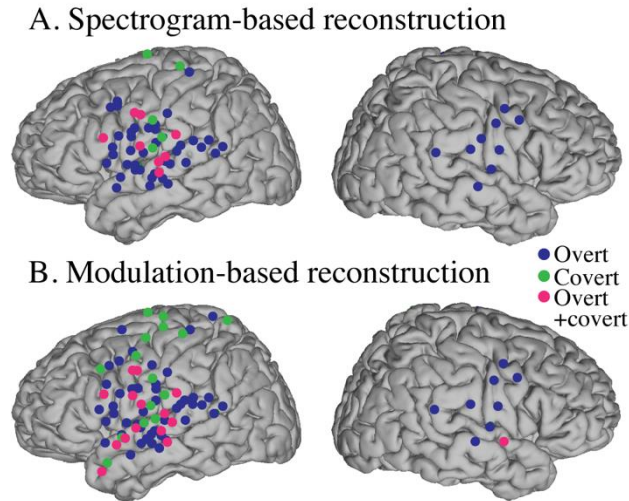 A. Spectrogram-based reconstruction
B. Modulation-based reconstruction
Overt
Covert
Overt
+covert